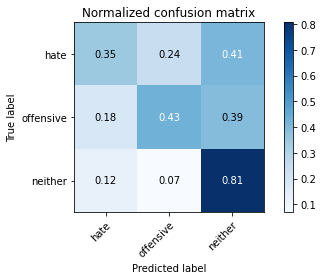 Normalized confusion matrix
True label
hate
0.35 0.24 0.41
offensive
0.18 0.43 0.39
neither
0.12 0.07 0.81
hate
offensive
neither
Predicted label
0.8
0.7
0.6
0.5
0.4
0.3
0.2
0.1